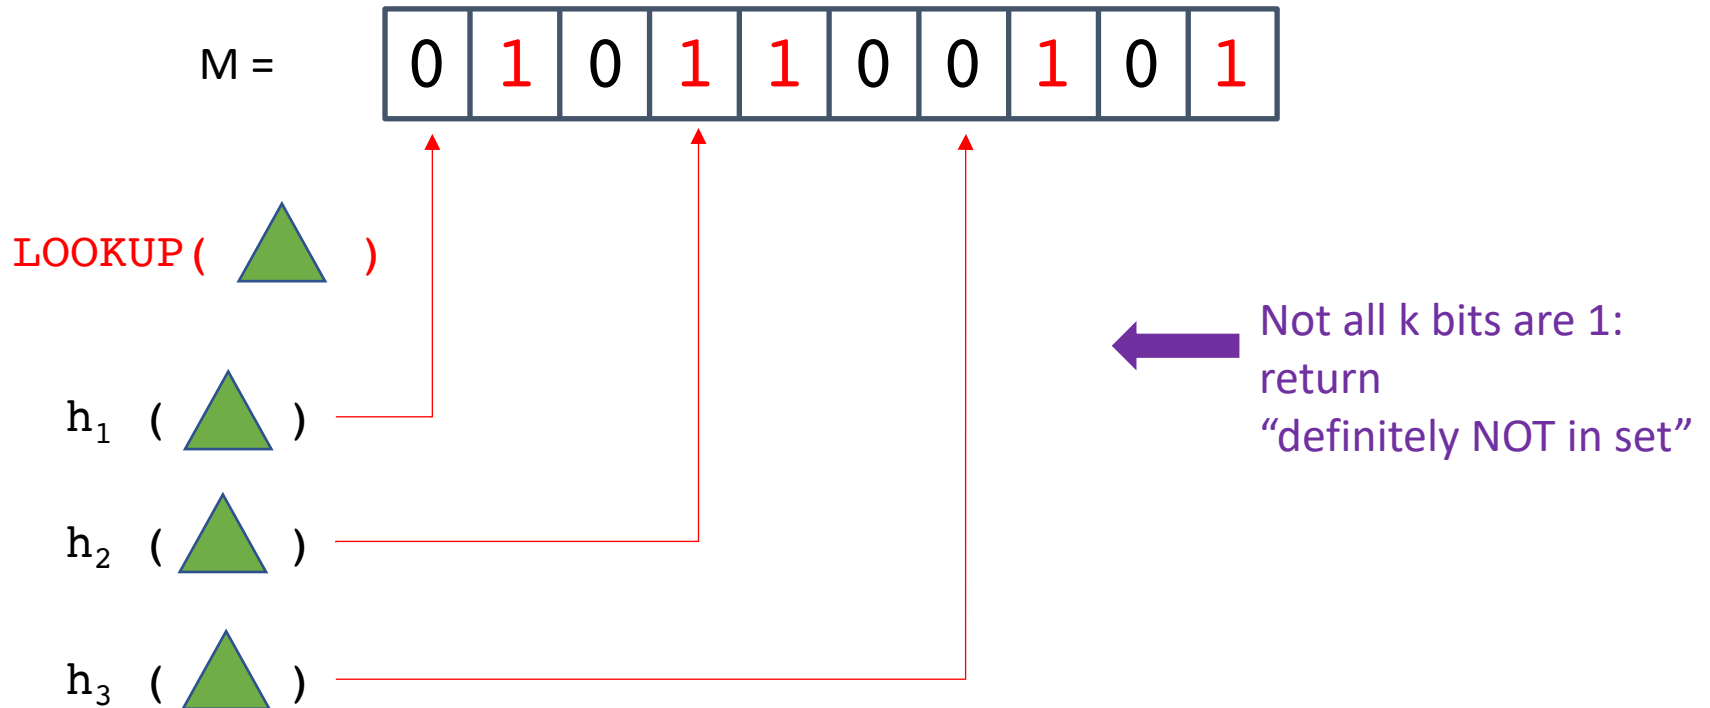 M = 0 1 0 1 1 0 0 1 0 1
LOOKUP( )
h₁ ( )
h₂ ( )
h₃ ( )
Not all k bits are 1:
return
“definitely NOT in set”